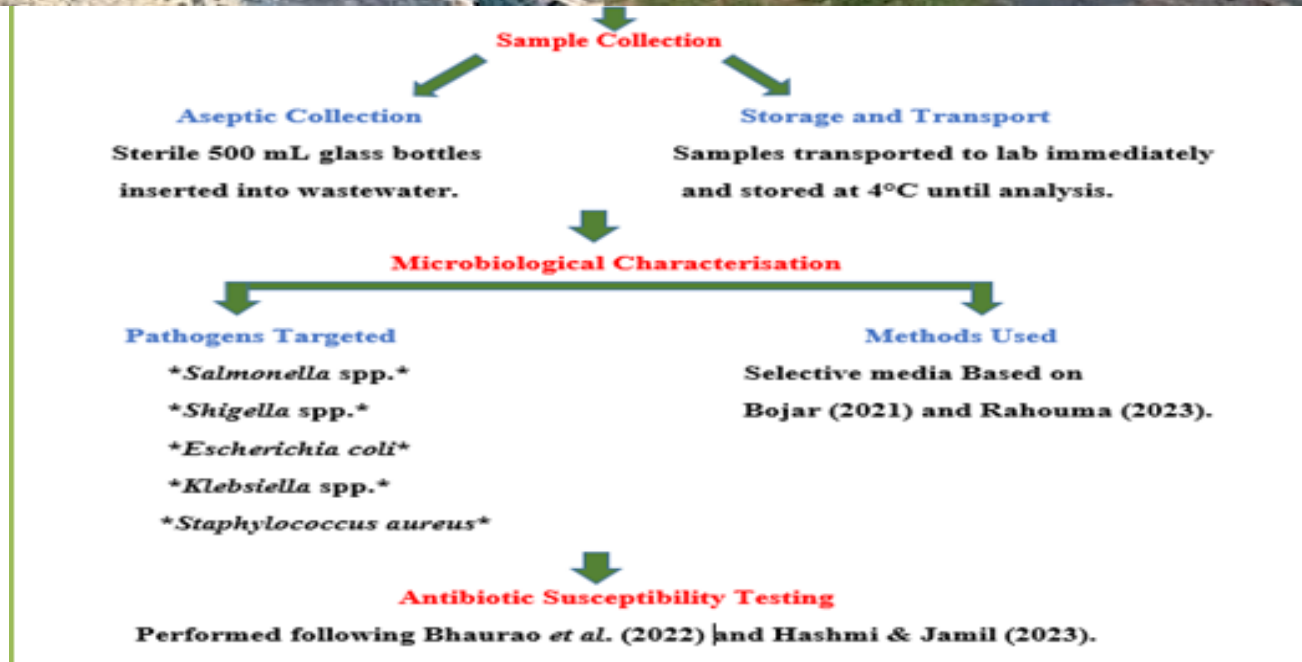 Sample Collection
Aseptic Collection
Sterile 500 mL glass bottles
inserted into wastewater.
Storage and Transport
Samples transported to lab immediately
and stored at 4°C until analysis.
Microbiological Characterisation
Pathogens Targeted
*Salmonella spp.*
*Shigella spp.*
*Escherichia coli*
*Klebsiella spp.*
*Staphylococcus aureus*
Methods Used
Selective media Based on
Bojar (2021) and Rahouma (2023).
Antibiotic Susceptibility Testing
Performed following Bhaurao et al. (2022) and Hashmi & Jamil (2023).